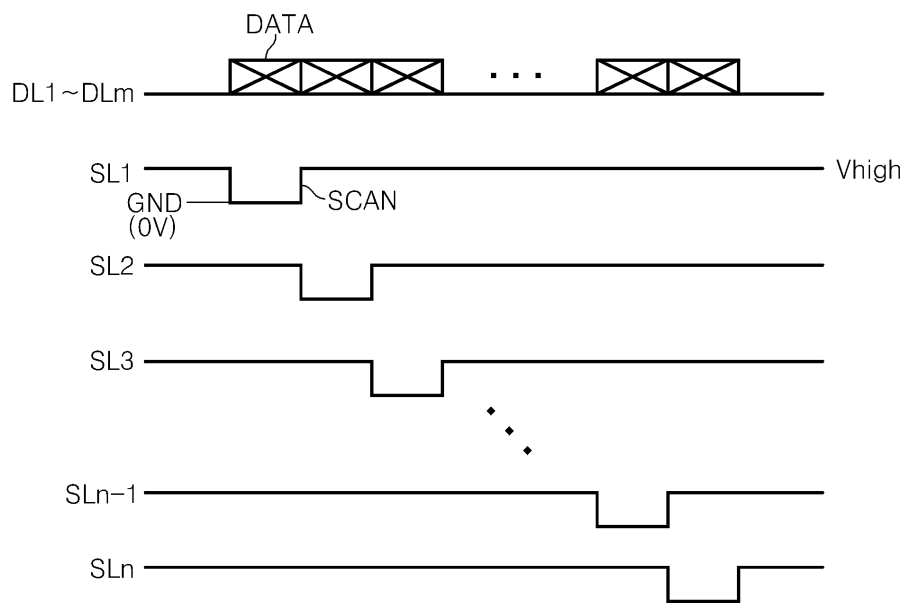 DATA
DL1~DLm
SL1
Vhigh
GND
(0V)
SCAN
SL2
SL3
SLn-1
SLn